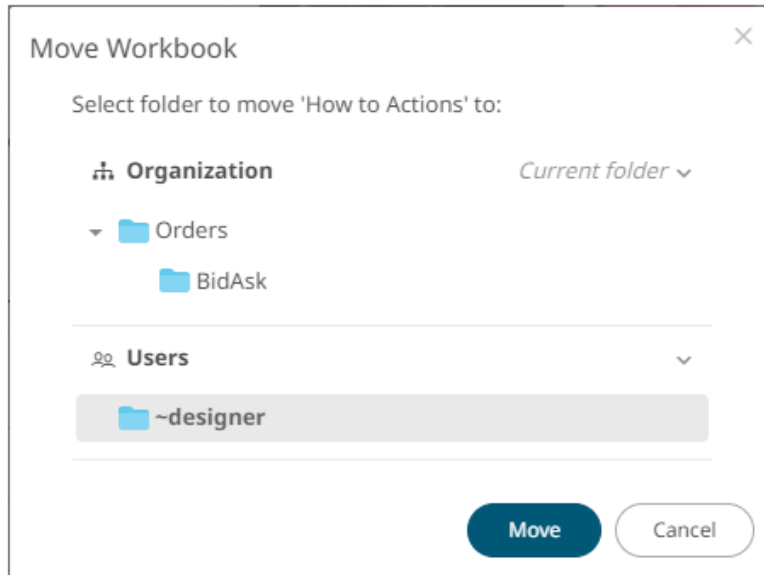 Move Workbook
Select folder to move 'How to Actions' to:
Organization Current folder
Orders
BidAsk
Users
~designer
Move Cancel